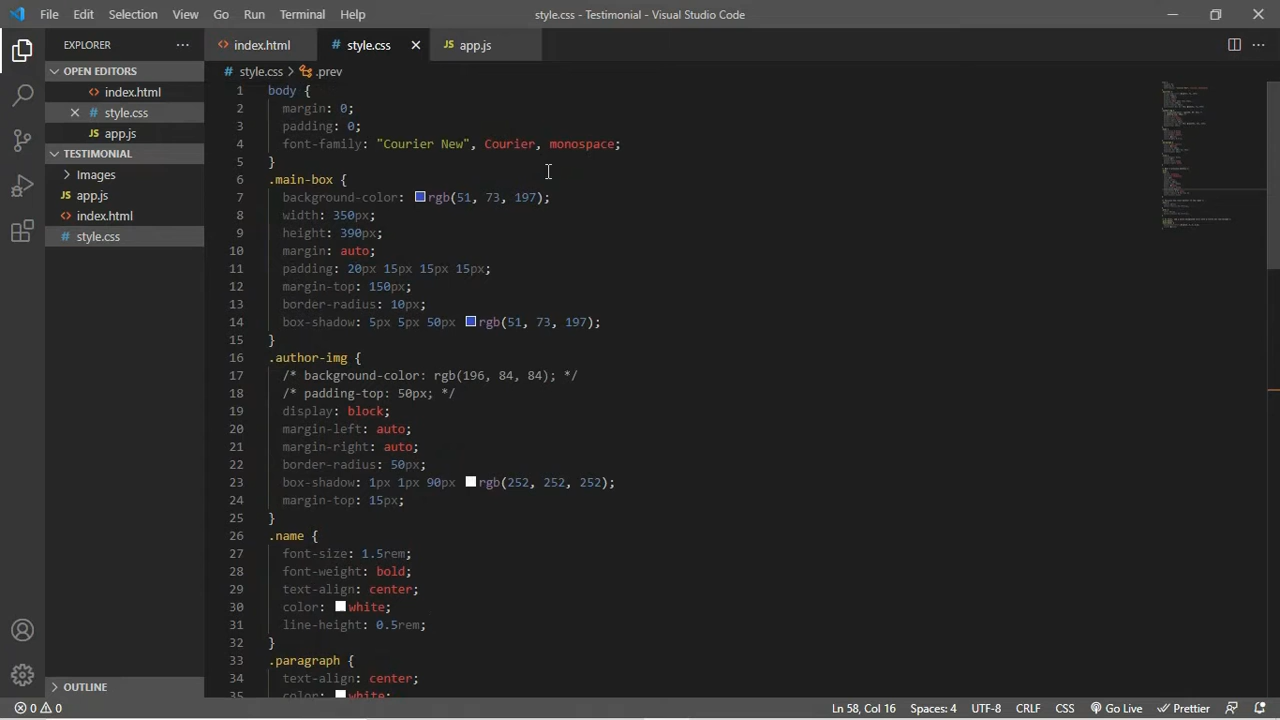 File Edit Selection View Go Run Terminal Help style.css - Testimonial - Visual Studio Code
EXPLORER
OPEN EDITORS
index.html
style.css
app.js
TESTIMONIAL
Images
app.js
index.html
style.css
OUTLINE
index.html # style.css JS app.js
# style.css > .prev
1 body {
2 margin: 0;
3 padding: 0;
4 font-family: "Courier New", Courier, monospace;
5 }
6 .main-box {
7 background-color: rgb(51, 73, 197);
8 width: 350px;
9 height: 390px;
10 margin: auto;
11 padding: 20px 15px 15px 15px;
12 margin-top: 150px;
13 border-radius: 10px;
14 box-shadow: 5px 5px 50px rgb(51, 73, 197);
15 }
16 .author-img {
17 /* background-color: rgb(196, 84, 84); */
18 /* padding-top: 50px; */
19 display: block;
20 margin-left: auto;
21 margin-right: auto;
22 border-radius: 50px;
23 box-shadow: 1px 1px 90px rgb(252, 252, 252);
24 margin-top: 15px;
25 }
26 .name {
27 font-size: 1.5rem;
28 font-weight: bold;
29 text-align: center;
30 color: white;
31 line-height: 0.5rem;
32 }
33 .paragraph {
34 text-align: center;
35 color: white;
0 0 Ln 58, Col 16 Spaces: 4 UTF-8 CRLF CSS Go Live Prettier